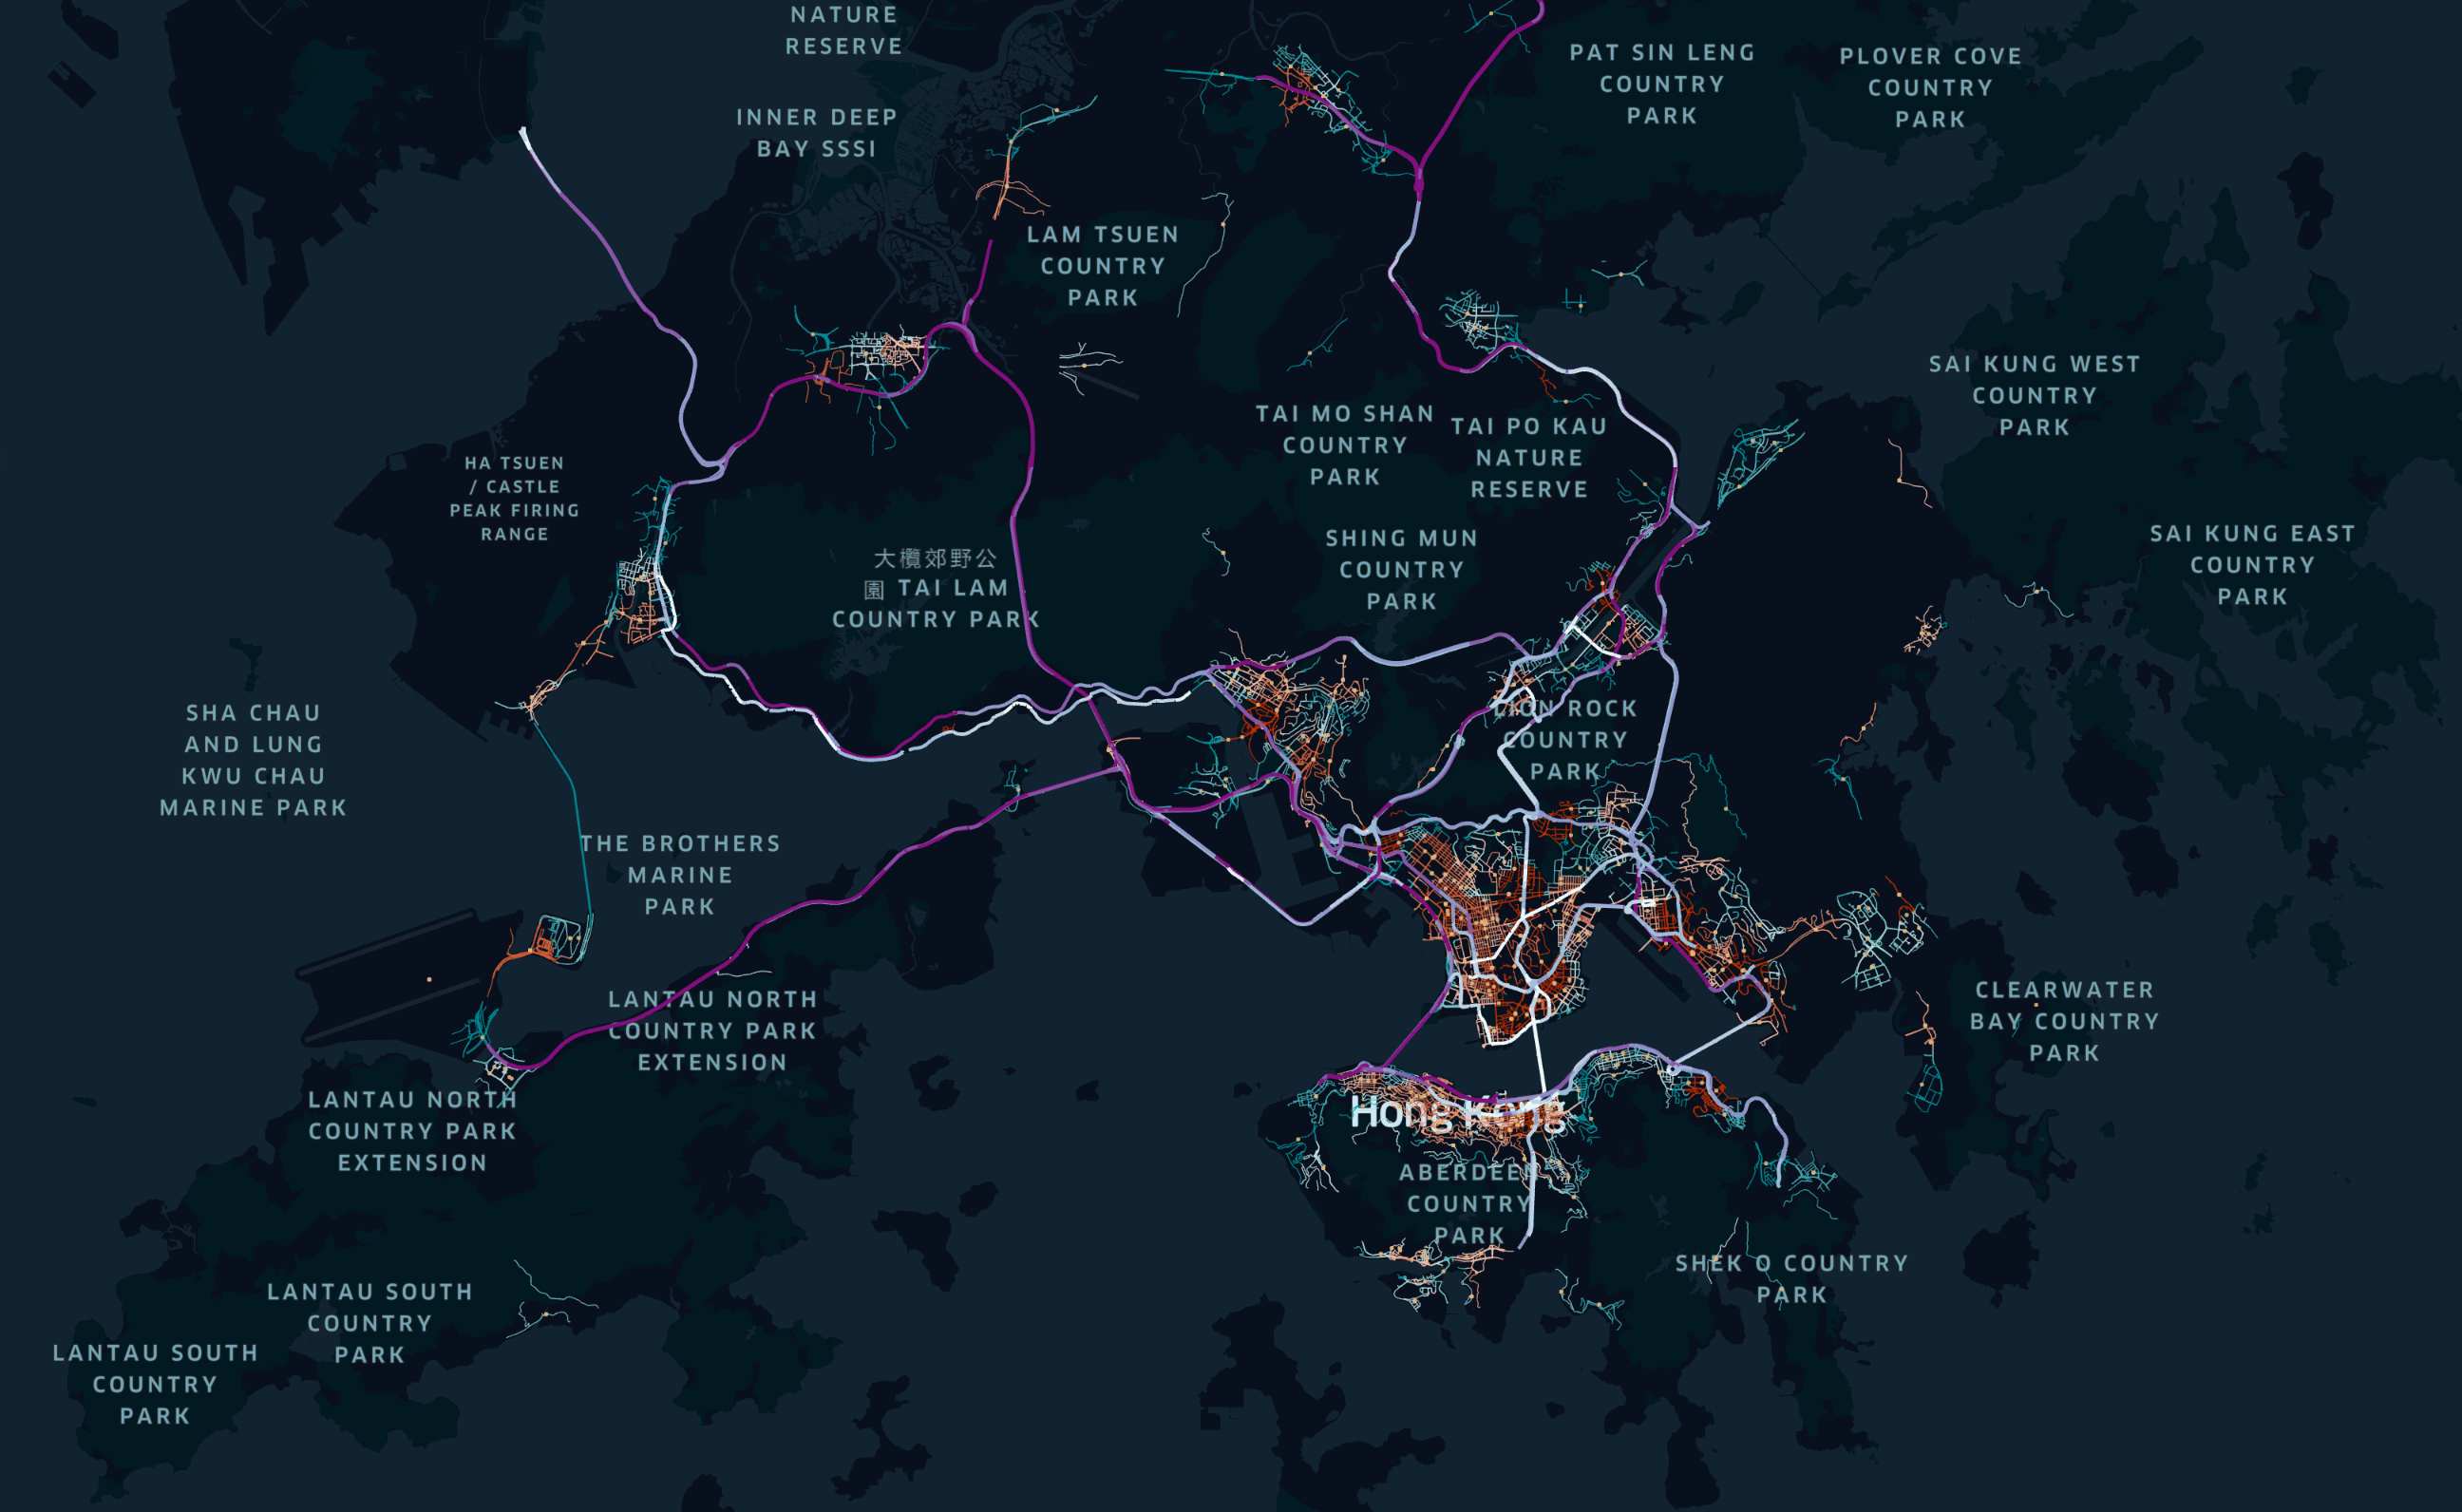 NATURE
RESERVE
PAT SIN LENG
COUNTRY
PARK
PLOVER COVE
COUNTRY
PARK
INNER DEEP
BAY SSSI
LAM TSUEN
COUNTRY
PARK
SAI KUNG WEST
COUNTRY
PARK
TAI MO SHAN
COUNTRY
PARK
TAI PO KAU
NATURE
RESERVE
HA TSUEN
/ CASTLE
PEAK FIRING
RANGE
SHING MUN
COUNTRY
PARK
SAI KUNG EAST
COUNTRY
PARK
大欖郊野公
園 TAI LAM
COUNTRY PARK
SHA CHAU
AND LUNG
KWU CHAU
MARINE PARK
LION ROCK
COUNTRY
PARK
THE BROTHERS
MARINE
PARK
LANTAU NORTH
COUNTRY PARK
EXTENSION
CLEARWATER
BAY COUNTRY
PARK
LANTAU NORTH
COUNTRY PARK
EXTENSION
Hong Kong
ABERDEEN
COUNTRY
PARK
SHEK O COUNTRY
PARK
LANTAU SOUTH
COUNTRY
PARK
LANTAU SOUTH
COUNTRY
PARK